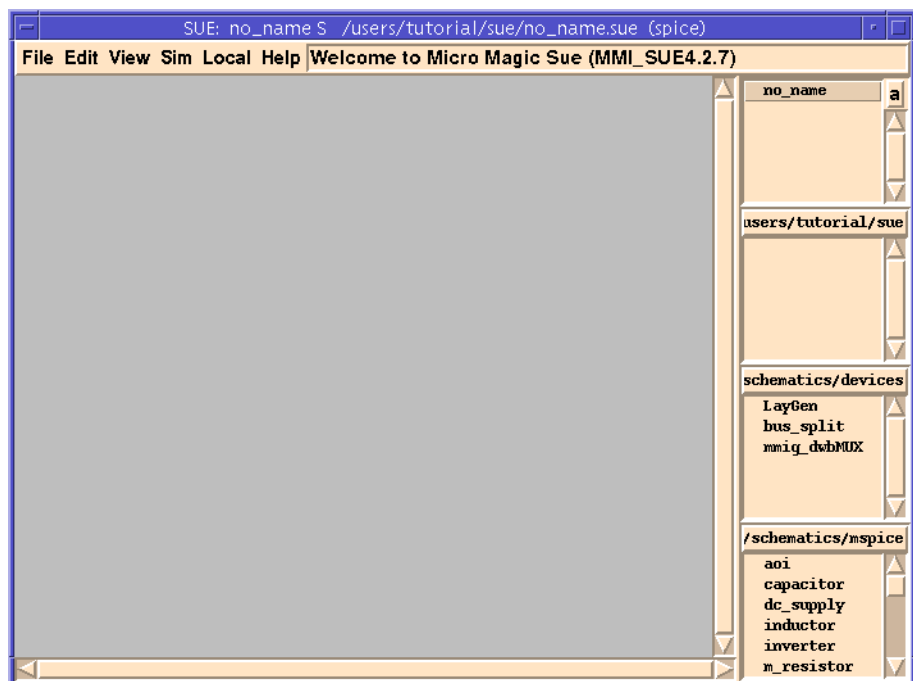 SUE: no_name S /users/tutorial/sue/no_name.sue (spice)
File Edit View Sim Local Help Welcome to Micro Magic Sue (MMI_SUE4.2.7)
no_name
a
users/tutorial/sue
schematics/devices
LayGen
bus_split
mmig_dwbMUX
/schematics/mspice
aoi
capacitor
dc_supply
inductor
inverter
m_resistor